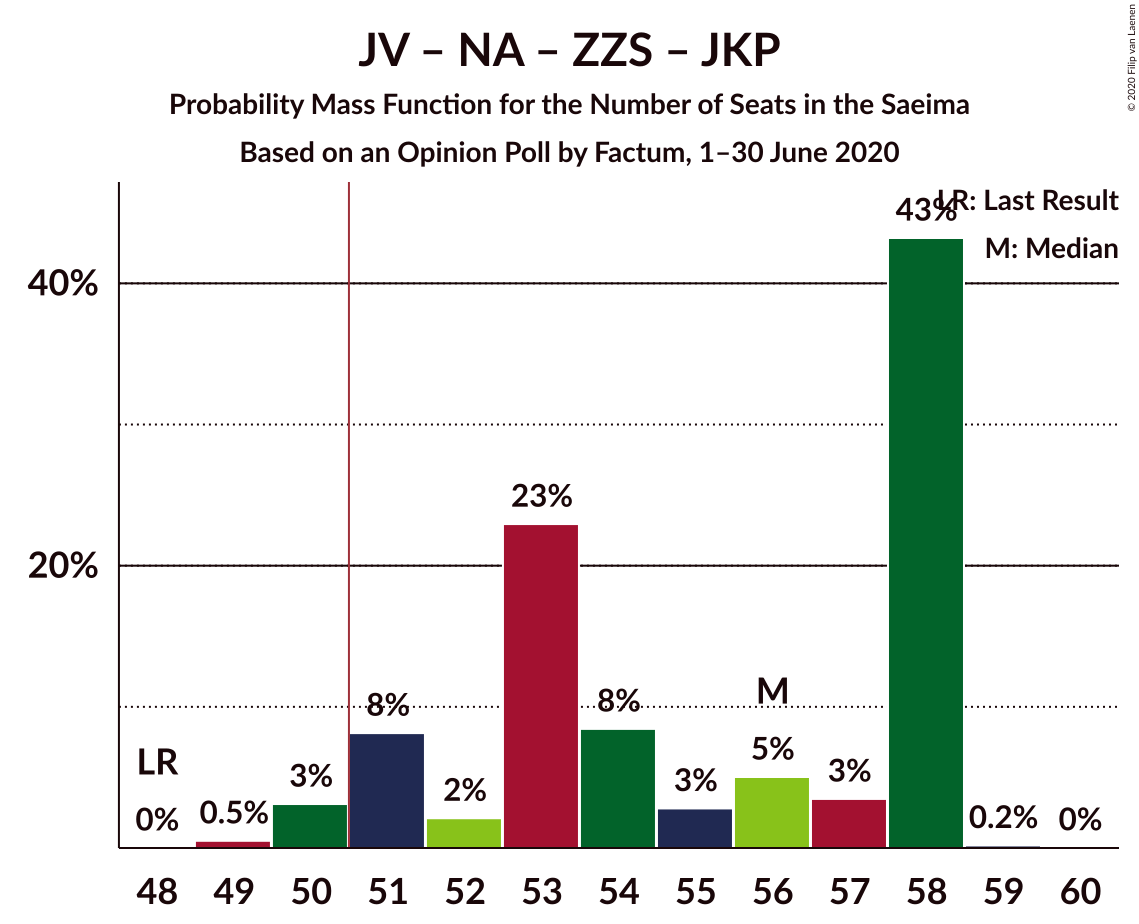 JV – NA – ZZS – JKP
Probability Mass Function for the Number of Seats in the Saeima
Based on an Opinion Poll by Factum, 1–30 June 2020
© 2020 Filip van Laenen
LR: Last Result
M: Median
40%
20%
LR
0%
0.5%
3%
8%
2%
23%
8%
3%
M
5%
3%
43%
0.2%
0%
48 49 50 51 52 53 54 55 56 57 58 59 60